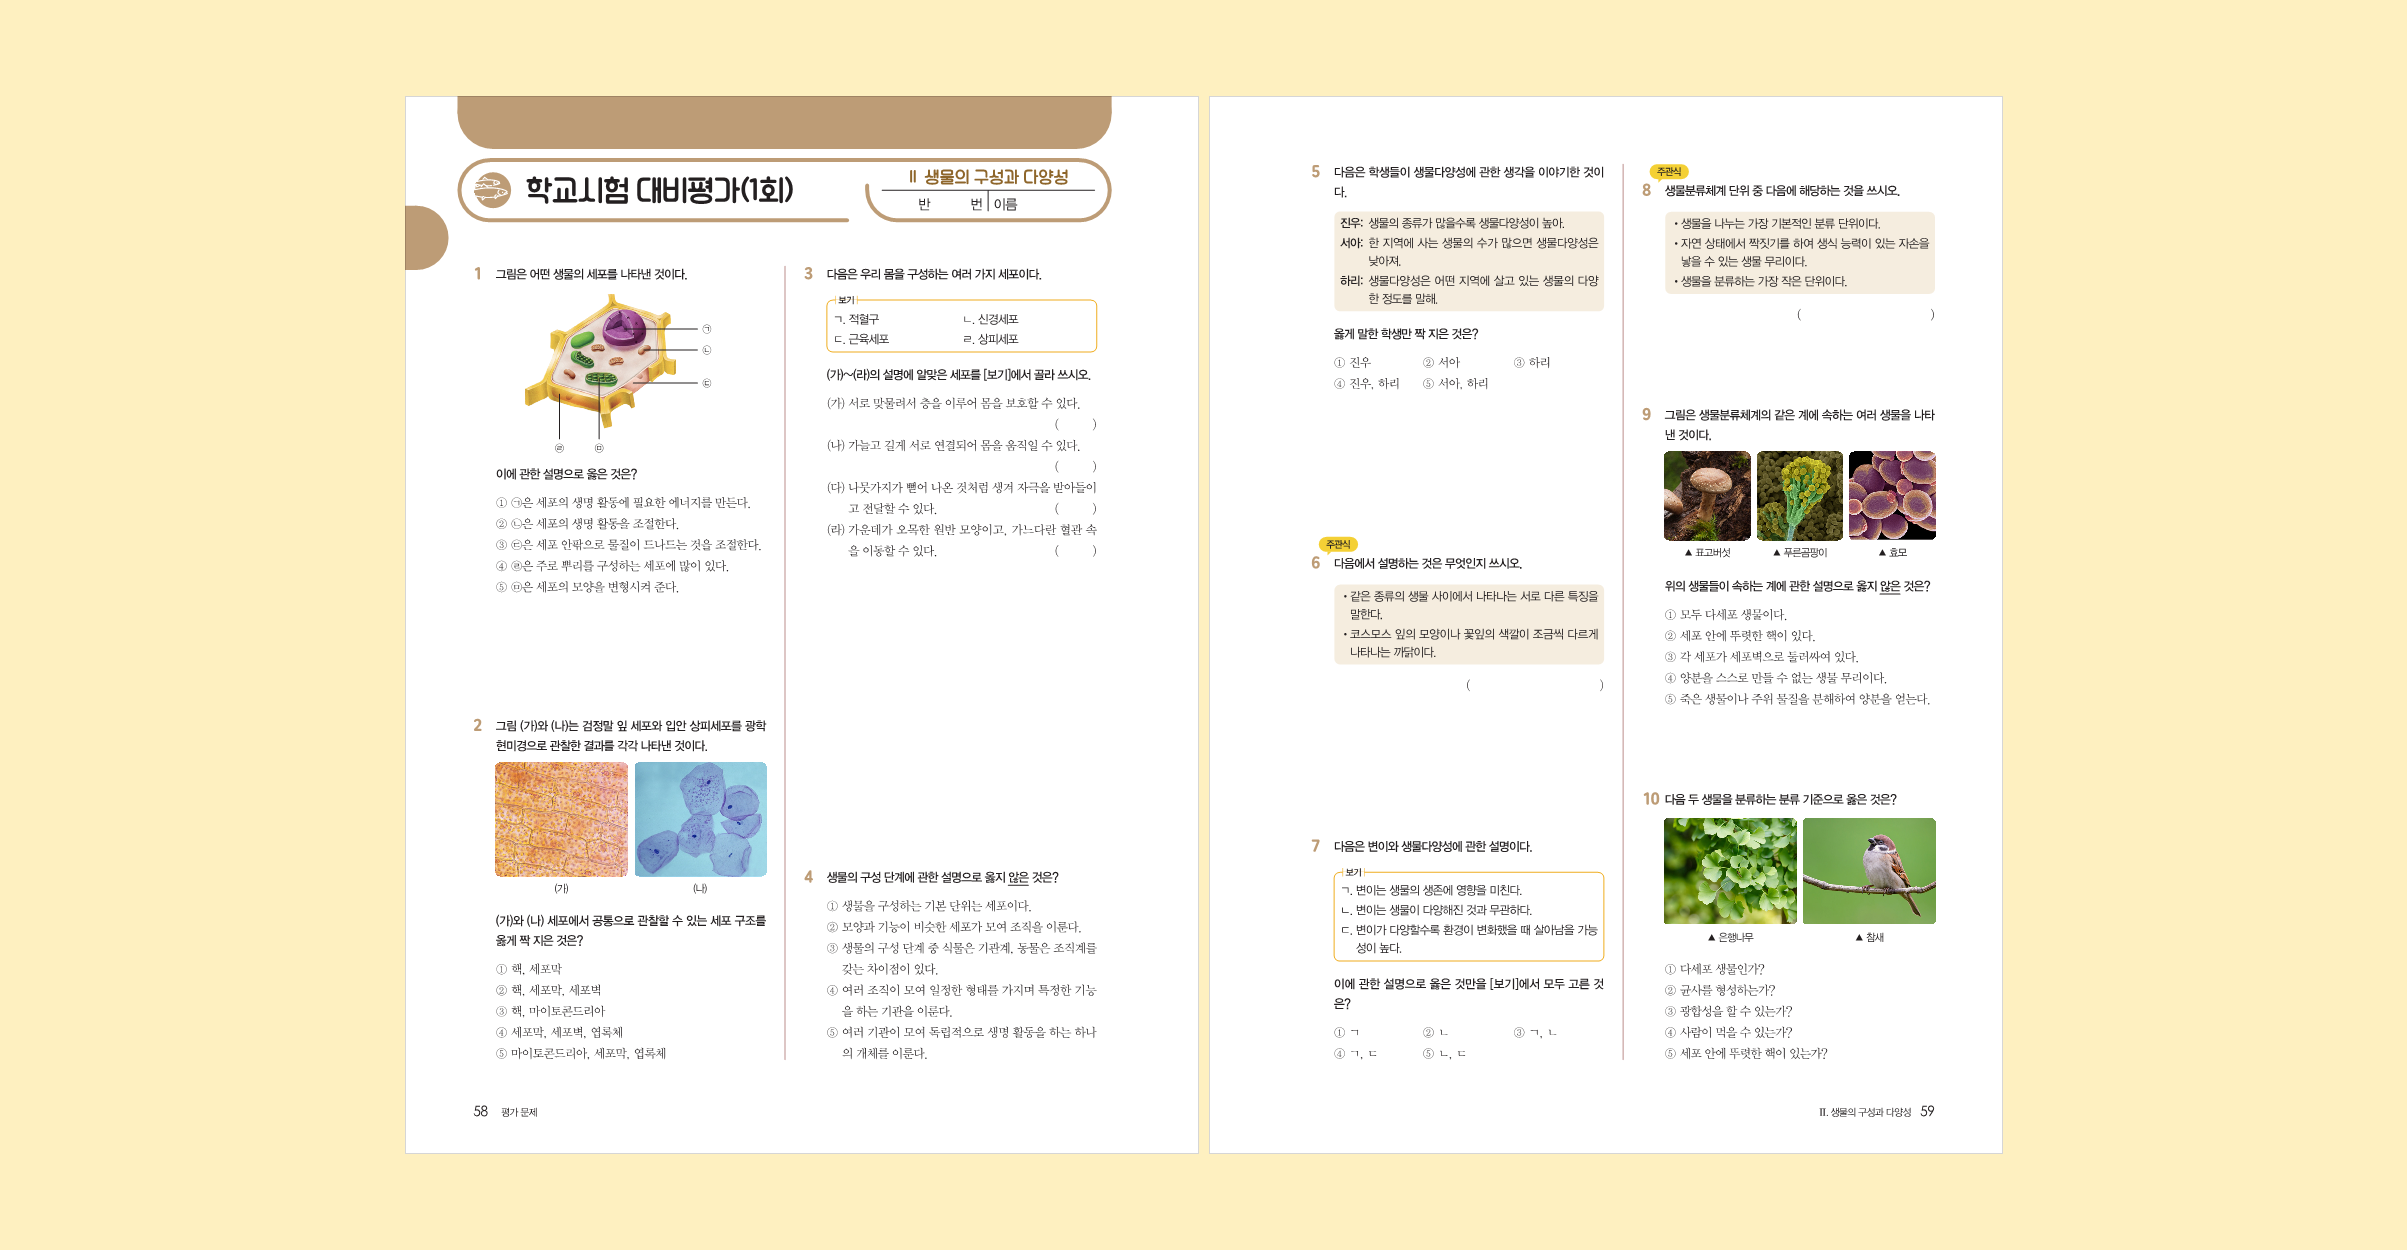 학교시험 대비평가(1회)
Ⅱ 생물의 구성과 다양성
반 번 이름
1 그림은 어떤 생물의 세포를 나타낸 것이다.
㉠
㉡
㉢
㉣ ㉤
이에 관한 설명으로 옳은 것은?
① ㉠은 세포의 생명 활동에 필요한 에너지를 만든다.
② ㉡은 세포의 생명 활동을 조절한다.
③ ㉢은 세포 안팎으로 물질이 드나드는 것을 조절한다.
④ ㉣은 주로 뿌리를 구성하는 세포에 많이 있다.
⑤ ㉤은 세포의 모양을 변형시켜 준다.
2 그림 (가)와 (나)는 검정말 잎 세포와 입안 상피세포를 광학
현미경으로 관찰한 결과를 각각 나타낸 것이다.
(가) (나)
(가)와 (나) 세포에서 공통으로 관찰할 수 있는 세포 구조를
옳게 짝 지은 것은?
① 핵, 세포막
② 핵, 세포막, 세포벽
③ 핵, 마이토콘드리아
④ 세포막, 세포벽, 엽록체
⑤ 마이토콘드리아, 세포막, 엽록체
3 다음은 우리 몸을 구성하는 여러 가지 세포이다.
보기
ㄱ. 적혈구 ㄴ. 신경세포
ㄷ. 근육세포 ㄹ. 상피세포
(가)~(라)의 설명에 알맞은 세포를 [보기]에서 골라 쓰시오.
(가) 서로 맞물려서 층을 이루어 몸을 보호할 수 있다.
( )
(나) 가늘고 길게 서로 연결되어 몸을 움직일 수 있다.
( )
(다) 나뭇가지가 뻗어 나온 것처럼 생겨 자극을 받아들이
고 전달할 수 있다. ( )
(라) 가운데가 오목한 원반 모양이고, 가느다란 혈관 속
을 이동할 수 있다. ( )
4 생물의 구성 단계에 관한 설명으로 옳지 않은 것은?
① 생물을 구성하는 기본 단위는 세포이다.
② 모양과 기능이 비슷한 세포가 모여 조직을 이룬다.
③ 생물의 구성 단계 중 식물은 기관계, 동물은 조직계를
갖는 차이점이 있다.
④ 여러 조직이 모여 일정한 형태를 가지며 특정한 기능
을 하는 기관을 이룬다.
⑤ 여러 기관이 모여 독립적으로 생명 활동을 하는 하나
의 개체를 이룬다.
58 평가 문제
5 다음은 학생들이 생물다양성에 관한 생각을 이야기한 것이
다.
진우: 생물의 종류가 많을수록 생물다양성이 높아.
서아: 한 지역에 사는 생물의 수가 많으면 생물다양성은
낮아져.
하리: 생물다양성은 어떤 지역에 살고 있는 생물의 다양
한 정도를 말해.
옳게 말한 학생만 짝 지은 것은?
① 진우 ② 서아 ③ 하리
④ 진우, 하리 ⑤ 서아, 하리
주관식
6 다음에서 설명하는 것은 무엇인지 쓰시오.
• 같은 종류의 생물 사이에서 나타나는 서로 다른 특징을
말한다.
• 코스모스 잎의 모양이나 꽃잎의 색깔이 조금씩 다르게
나타나는 까닭이다.
( )
7 다음은 변이와 생물다양성에 관한 설명이다.
보기
ㄱ. 변이는 생물의 생존에 영향을 미친다.
ㄴ. 변이는 생물이 다양해진 것과 무관하다.
ㄷ. 변이가 다양할수록 환경이 변화했을 때 살아남을 가능
성이 높다.
이에 관한 설명으로 옳은 것만을 [보기]에서 모두 고른 것
은?
① ㄱ ② ㄴ ③ ㄱ, ㄴ
④ ㄱ, ㄷ ⑤ ㄴ, ㄷ
주관식
8 생물분류체계 단위 중 다음에 해당하는 것을 쓰시오.
• 생물을 나누는 가장 기본적인 분류 단위이다.
• 자연 상태에서 짝짓기를 하여 생식 능력이 있는 자손을
낳을 수 있는 생물 무리이다.
• 생물을 분류하는 가장 작은 단위이다.
( )
9 그림은 생물분류체계의 같은 계에 속하는 여러 생물을 나타
낸 것이다.
▲ 표고버섯 ▲ 푸른곰팡이 ▲ 효모
위의 생물들이 속하는 계에 관한 설명으로 옳지 않은 것은?
① 모두 다세포 생물이다.
② 세포 안에 뚜렷한 핵이 있다.
③ 각 세포가 세포벽으로 둘러싸여 있다.
④ 양분을 스스로 만들 수 없는 생물 무리이다.
⑤ 죽은 생물이나 주위 물질을 분해하여 양분을 얻는다.
10 다음 두 생물을 분류하는 분류 기준으로 옳은 것은?
▲ 은행나무 ▲ 참새
① 다세포 생물인가?
② 균사를 형성하는가?
③ 광합성을 할 수 있는가?
④ 사람이 먹을 수 있는가?
⑤ 세포 안에 뚜렷한 핵이 있는가?
Ⅱ. 생물의 구성과 다양성 59